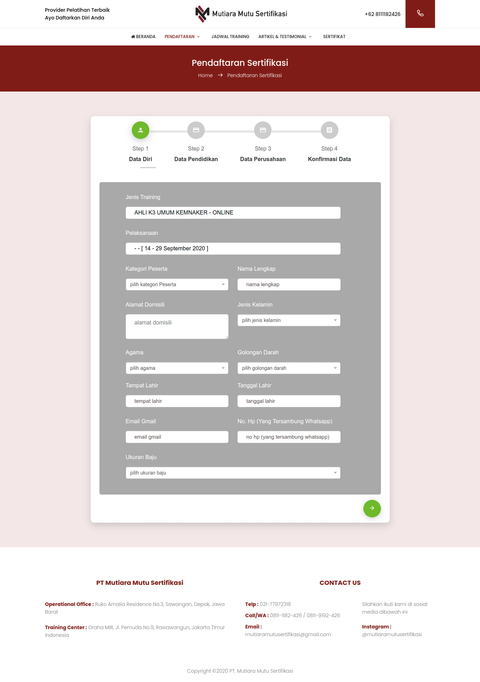 Provider Pelatihan Terbaik
Ayo Daftarkan Diri Anda
Mutiara Mutu Sertifikasi
+62 8111182426
BERANDA
PENDAFTARAN
JADWAL TRAINING
ARTIKEL & TESTIMONIAL
SERTIFIKAT
Pendaftaran Sertifikasi
Home → Pendaftaran Sertifikasi
Step 1
Step 2
Step 3
Step 4
Data Diri
Data Pendidikan
Data Perusahaan
Konfirmasi Data
Jenis Training
AHLI K3 UMUM KEMNAKER - ONLINE
Pelaksanaan
- - [ 14 - 29 September 2020 ]
Kategori Peserta
Nama Lengkap
pilih kategori Peserta
nama lengkap
Alamat Domisili
Jenis Kelamin
alamat domisili
pilih jenis kelamin
Agama
Golongan Darah
pilih agama
pilih golongan darah
Tampat Lahir
Tanggal Lahir
tempat lahir
tanggal lahir
Email Gmail
No. Hp (Yang Tersambung Whatsapp)
email gmail
no hp (yang tersambung whatsapp)
Ukuran Baju
pilih ukuran baju
PT Mutiara Mutu Sertifikasi
CONTACT US
Operational Office : Ruko Amalia Residence No.3, Sawangan, Depok, Jawa
Barat
Training Center : Graha MIR, Jl. Pemuda No.9, Rawamangun, Jakarta Timur
Indonesia
Telp : 021-77972318
Call/WA :
Email :
mutiaramutusertifikasi@gmail.com
Silahkan ikuti kami di sosial
media dibawah ini
Instagram :
@mutiaramutusertifikasi
Copyright ©2020 PT. Mutiara Mutu Sertifikasi